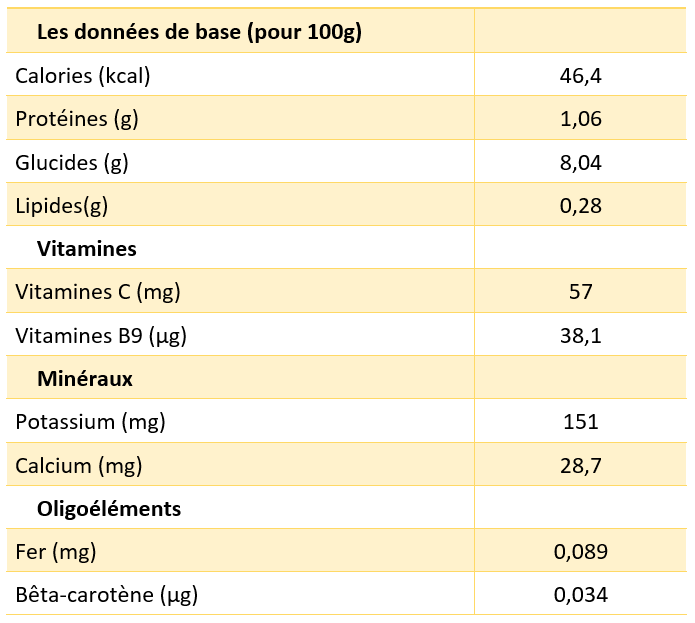 Les données de base (pour 100g)
Calories (kcal) 46,4
Protéines (g) 1,06
Glucides (g) 8,04
Lipides(g) 0,28
Vitamines
Vitamines C (mg) 57
Vitamines B9 (µg) 38,1
Minéraux
Potassium (mg) 151
Calcium (mg) 28,7
Oligoéléments
Fer (mg) 0,089
Bêta-carotène (µg) 0,034